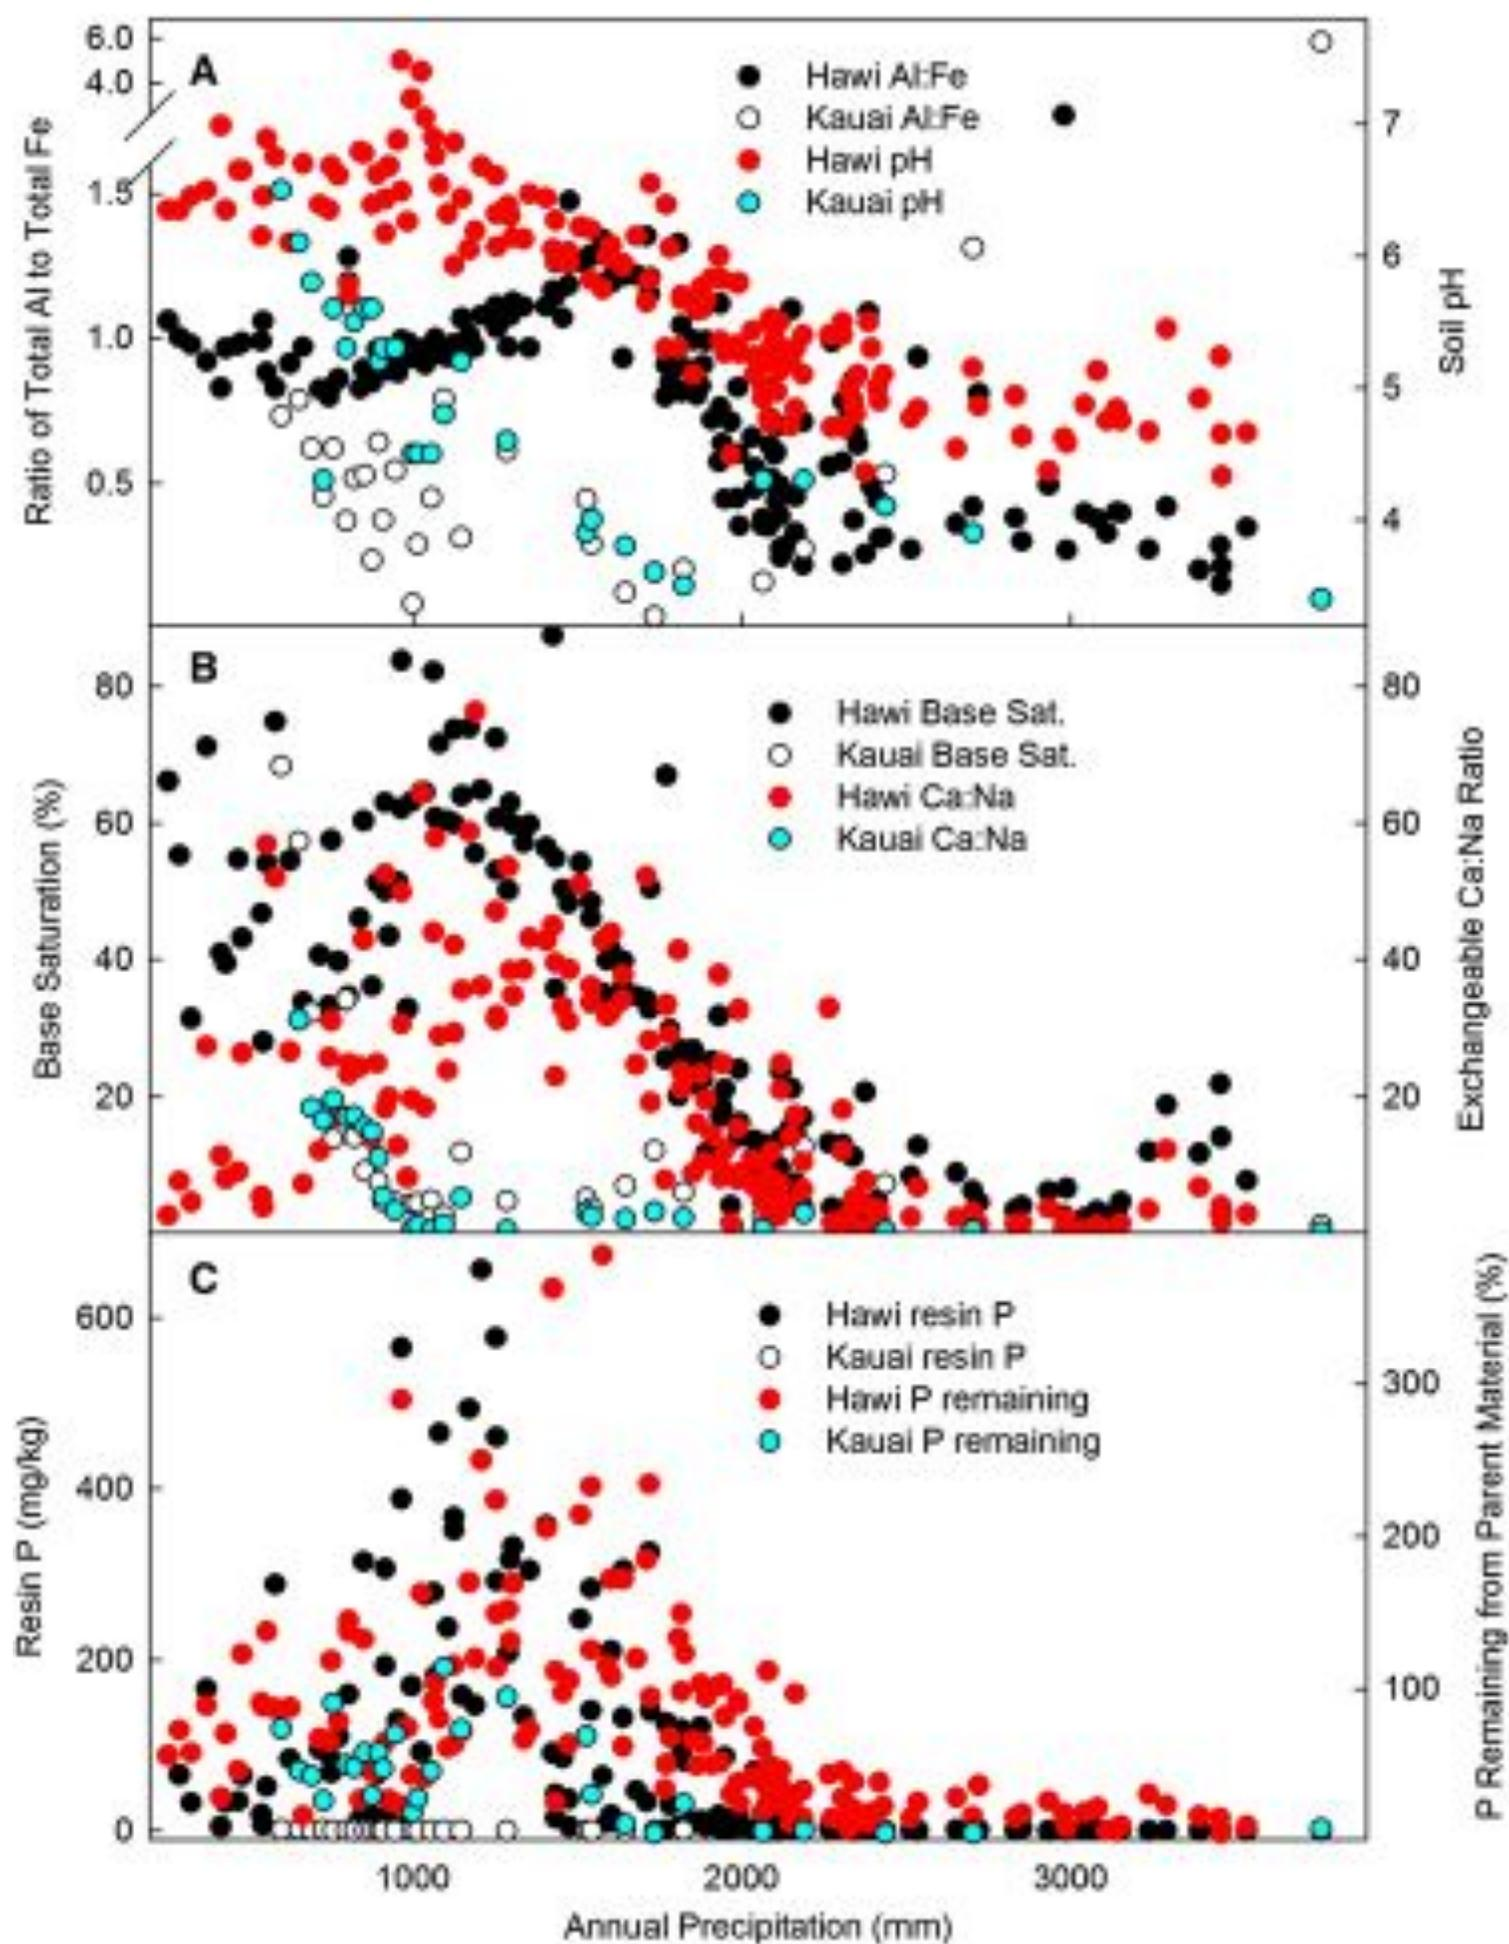 A
6.0
4.0
1.5
1.0
0.5
Ratio of Total Al to Total Fe
Hawi Al:Fe
Kauai Al:Fe
Hawi pH
Kauai pH
7
6
5
4
Soil pH
B
80
60
40
20
Base Saturation (%)
Hawi Base Sat.
Kauai Base Sat.
Hawi Ca:Na
Kauai Ca:Na
80
60
40
20
Exchangeable Ca:Na Ratio
C
600
400
200
0
Resin P (mg/kg)
Hawi resin P
Kauai resin P
Hawi P remaining
Kauai P remaining
300
200
100
P Remaining from Parent Material (%)
1000
2000
3000
Annual Precipitation (mm)